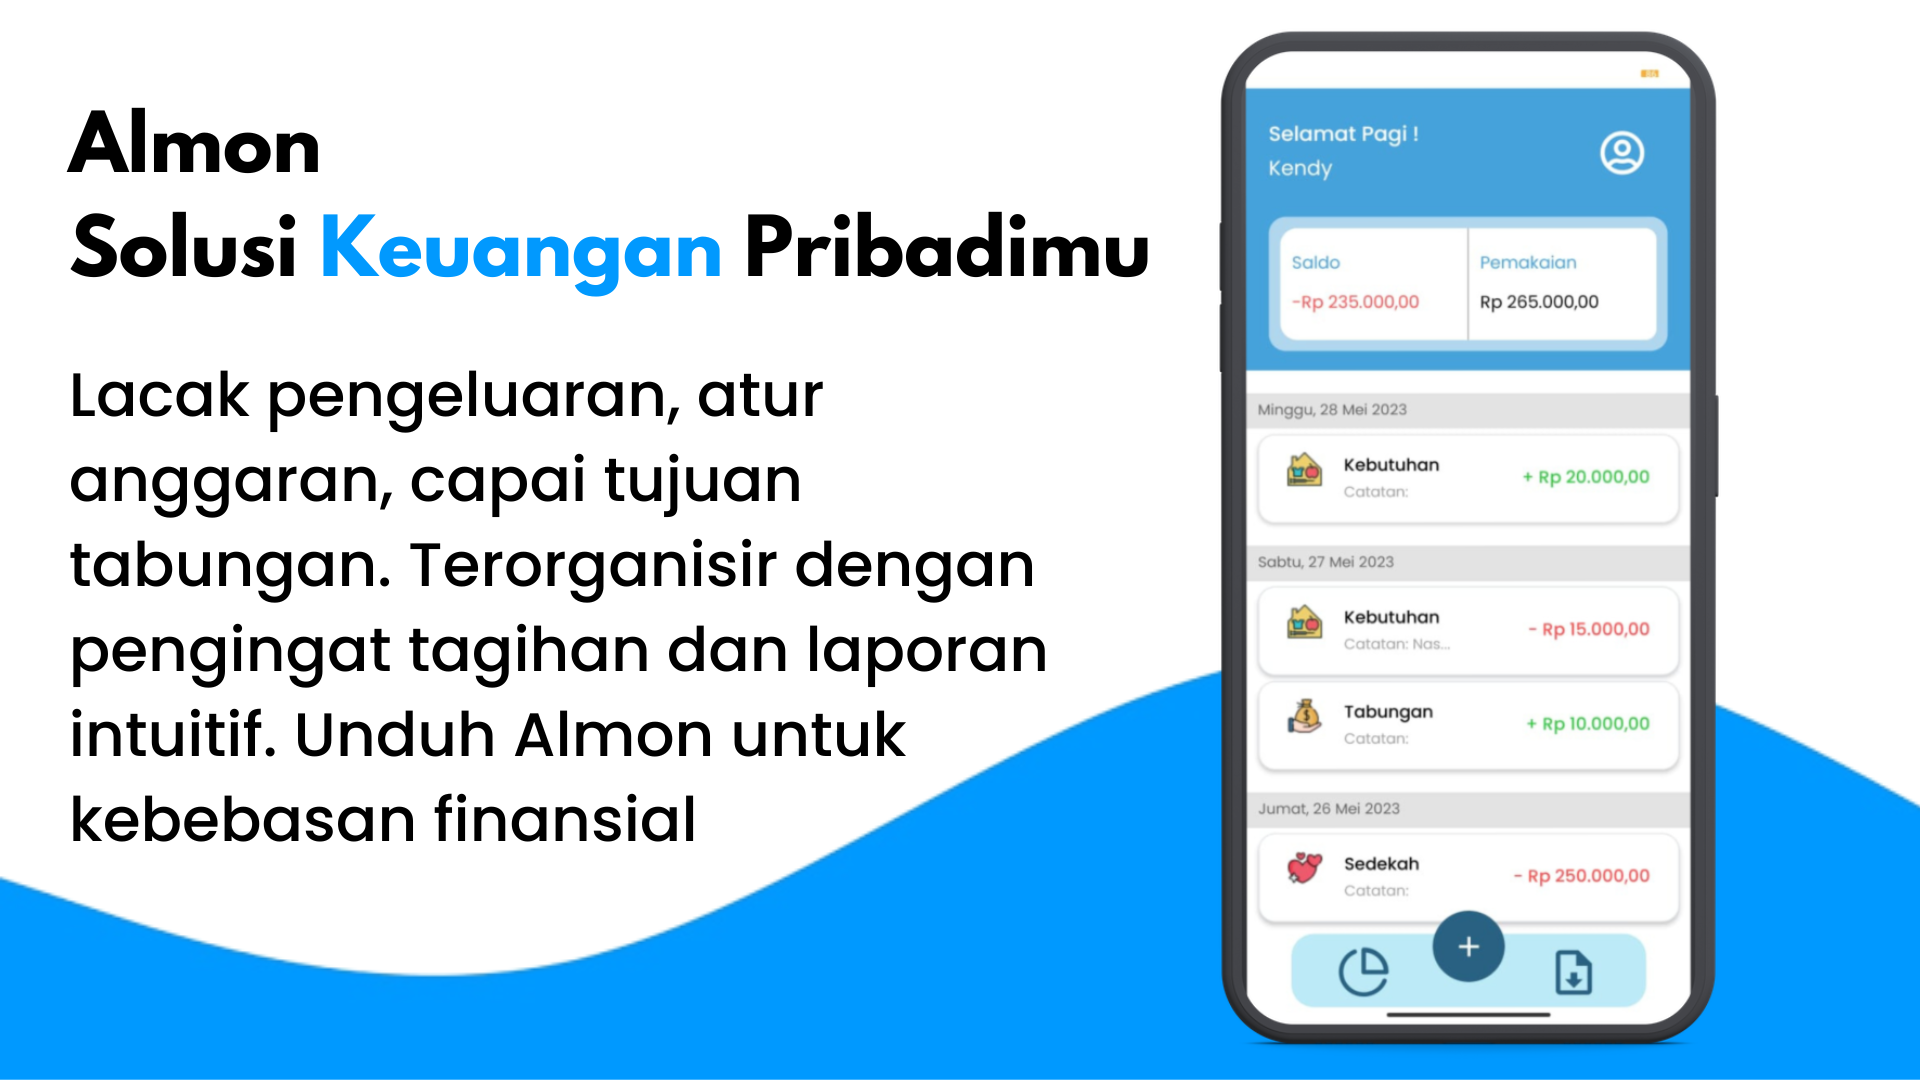 Almon
Solusi Keuangan Pribadimu
Lacak pengeluaran, atur
anggaran, capai tujuan
tabungan. Terorganisir dengan
pengingat tagihan dan laporan
intuitif. Unduh Almon untuk
kebebasan finansial
Selamat Pagi !
Kendy
Saldo
-Rp 235.000,00
Pemakaian
Rp 265.000,00
Minggu, 28 Mei 2023
Kebutuhan
Catatan:
+ Rp 20.000,00
Sabtu, 27 Mei 2023
Kebutuhan
Catatan: Nas...
- Rp 15.000,00
Tabungan
Catatan:
+ Rp 10.000,00
Jumat, 26 Mei 2023
Sedekah
Catatan:
- Rp 250.000,00
+